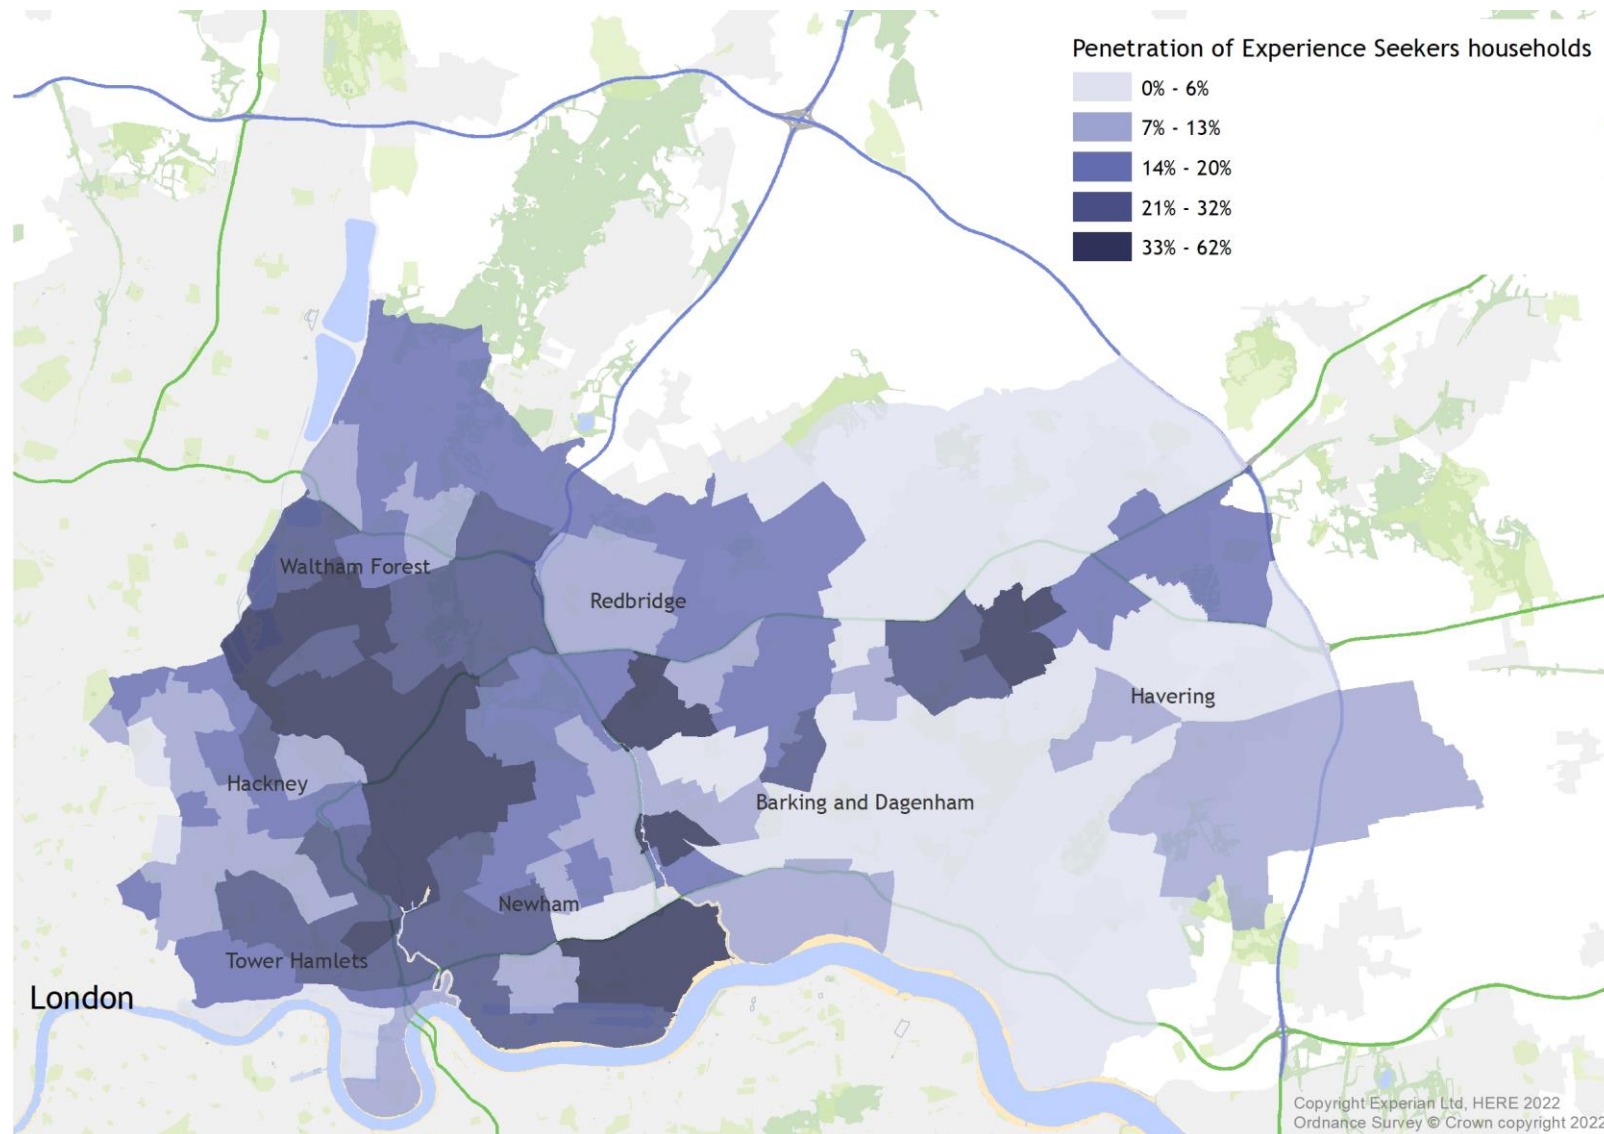 Penetration of Experience Seekers households
0% - 6%
7% - 13%
14% - 20%
21% - 32%
33% - 62%
Waltham Forest
Redbridge
Havering
Hackney
Barking and Dagenham
Newham
Tower Hamlets
London
Copyright Experian Ltd, HERE 2022
Ordnance Survey © Crown copyright 2022